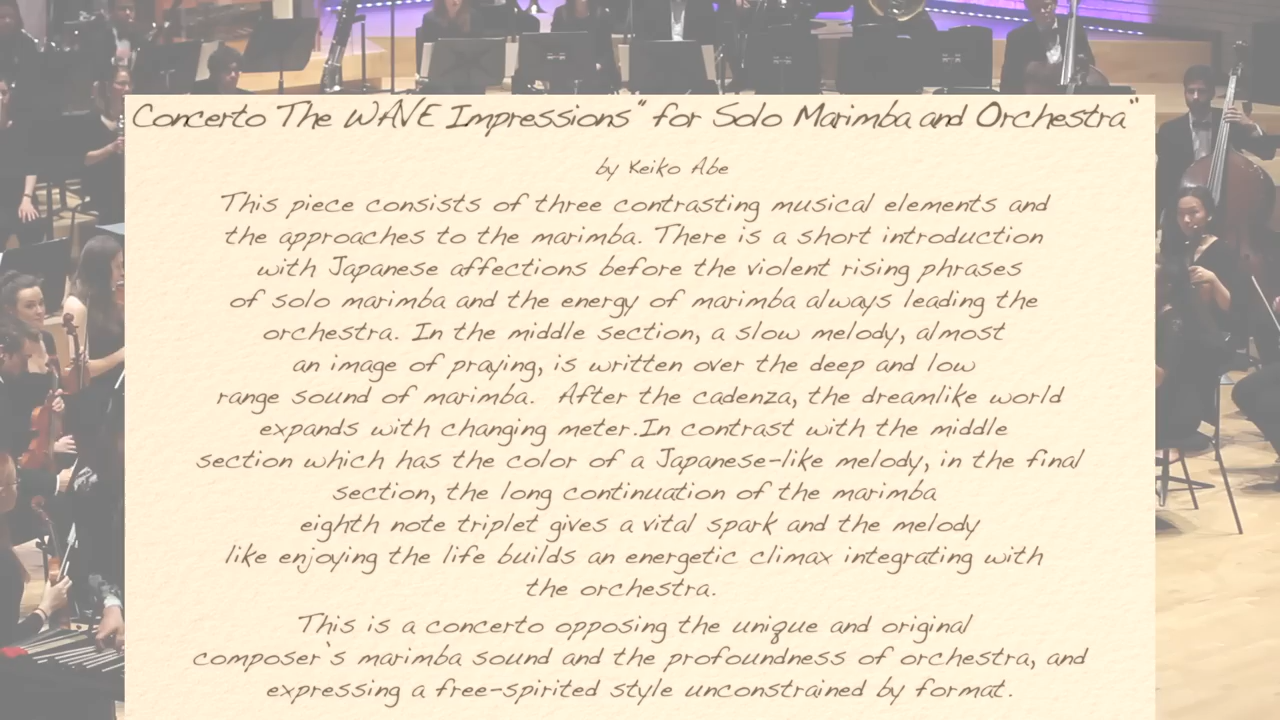 Concerto The WAVE Impressions“ for Solo Marimba and Orchestra“
by Keiko Abe
This piece consists of three contrasting musical elements and
the approaches to the marimba. There is a short introduction
with Japanese affections before the violent rising phrases
of solo marimba and the energy of marimba always leading the
orchestra. In the middle section, a slow melody, almost
an image of praying, is written over the deep and low
range sound of marimba. After the cadenza, the dreamlike world
expands with changing meter.In contrast with the middle
section which has the color of a Japanese-like melody, in the final
section, the long continuation of the marimba
eighth note triplet gives a vital spark and the melody
like enjoying the life builds an energetic climax integrating with
the orchestra.
This is a concerto opposing the unique and original
composer`s marimba sound and the profoundness of orchestra, and
expressing a free-spirited style unconstrained by format.